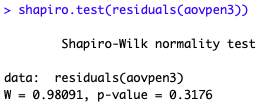 > shapiro.test(residuals(aovpen3))
Shapiro-Wilk normality test
data:  residuals(aovpen3)
W = 0.98091, p-value = 0.3176